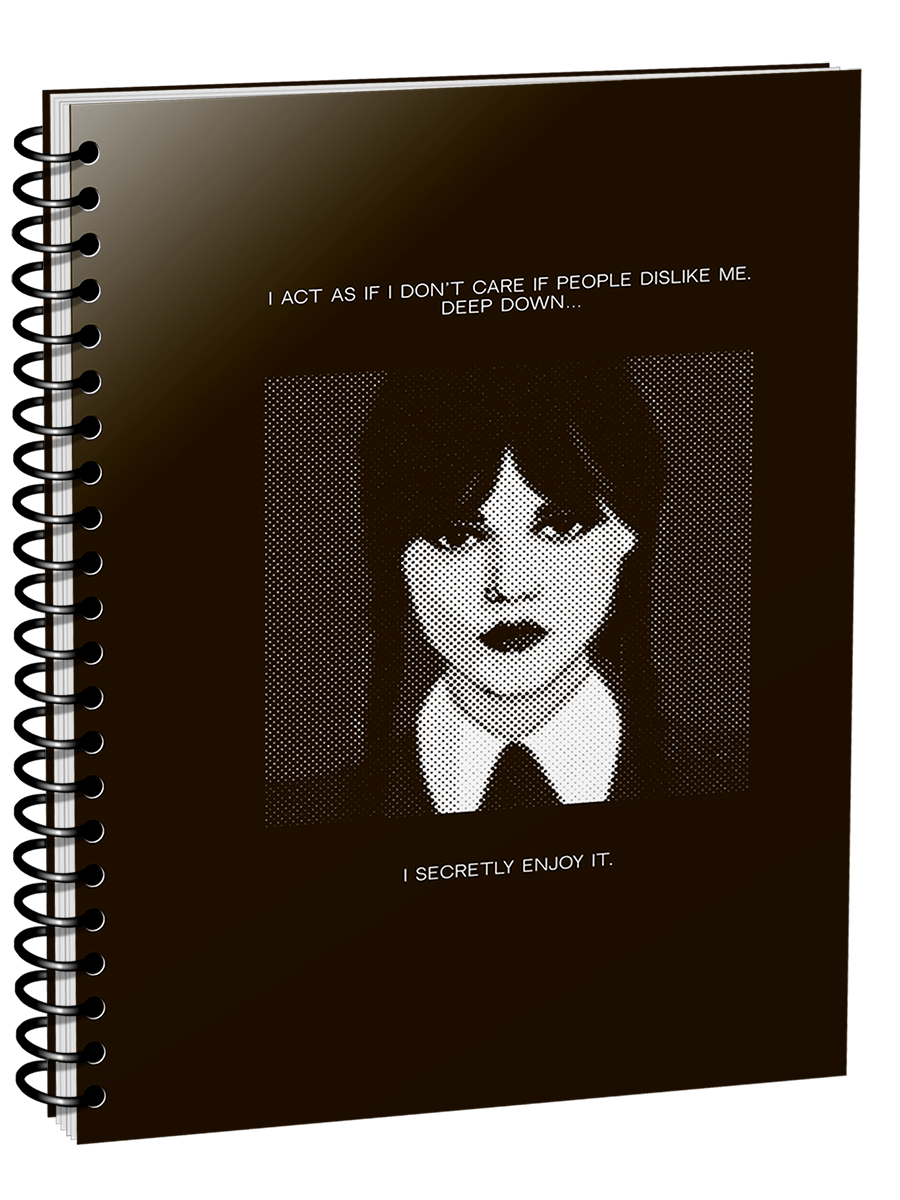 I ACT AS IF I DON'T CARE IF PEOPLE DISLIKE ME.
DEEP DOWN...
I SECRETLY ENJOY IT.